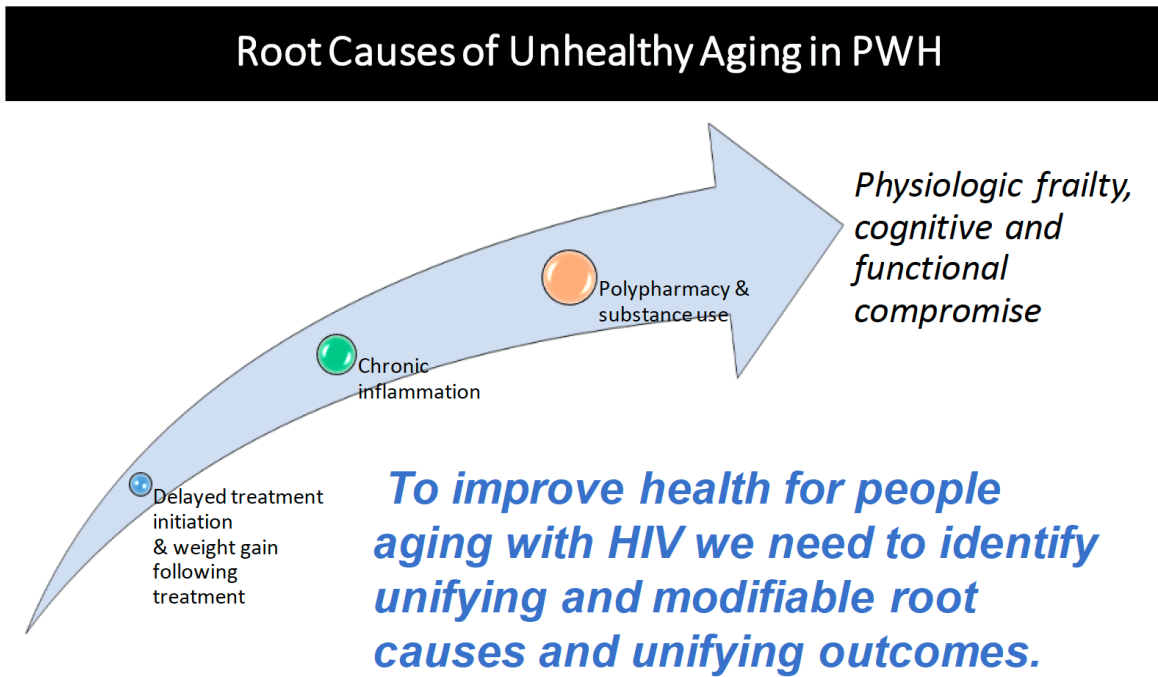 Root Causes of Unhealthy Aging in PWH
Physiologic frailty,
cognitive and
functional
compromise
Polypharmacy &
substance use
Chronic
inflammation
Delayed treatment
initiation
& weight gain
following
treatment
To improve health for people
aging with HIV we need to identify
unifying and modifiable root
causes and unifying outcomes.